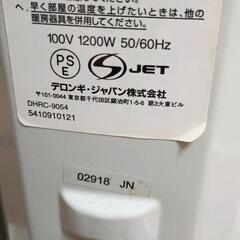 へ、早く部屋の温度を上げたいときは、他の
暖房器具を併用してください。
100V 1200W 50/60Hz
PS
E
S JET
デロンギ・ジャパン株式会社
〒101-0044 東京都千代田区鍛冶町1-5-6 第3大東ビル
DHRC-9054
5410910121
02918 JN